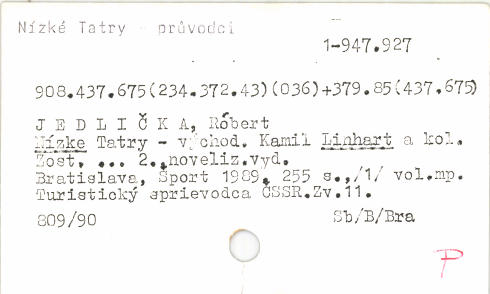 Nízké Tatry - průvodci
1-947.927
908.437.675(234.372.43)(036)+379.85(437.675)
J E D L I Č K A, Róbert
Nízke Tatry - východ. Kamil Linhart a kol.
Zost. ... 2., noveliz.vyd.
Bratislava, Šport 1989. 255 s.,/1/ vol.mp.
Turistický sprievodca ČSSR.Zv.11.
809/90 Sb/B/Bra
P